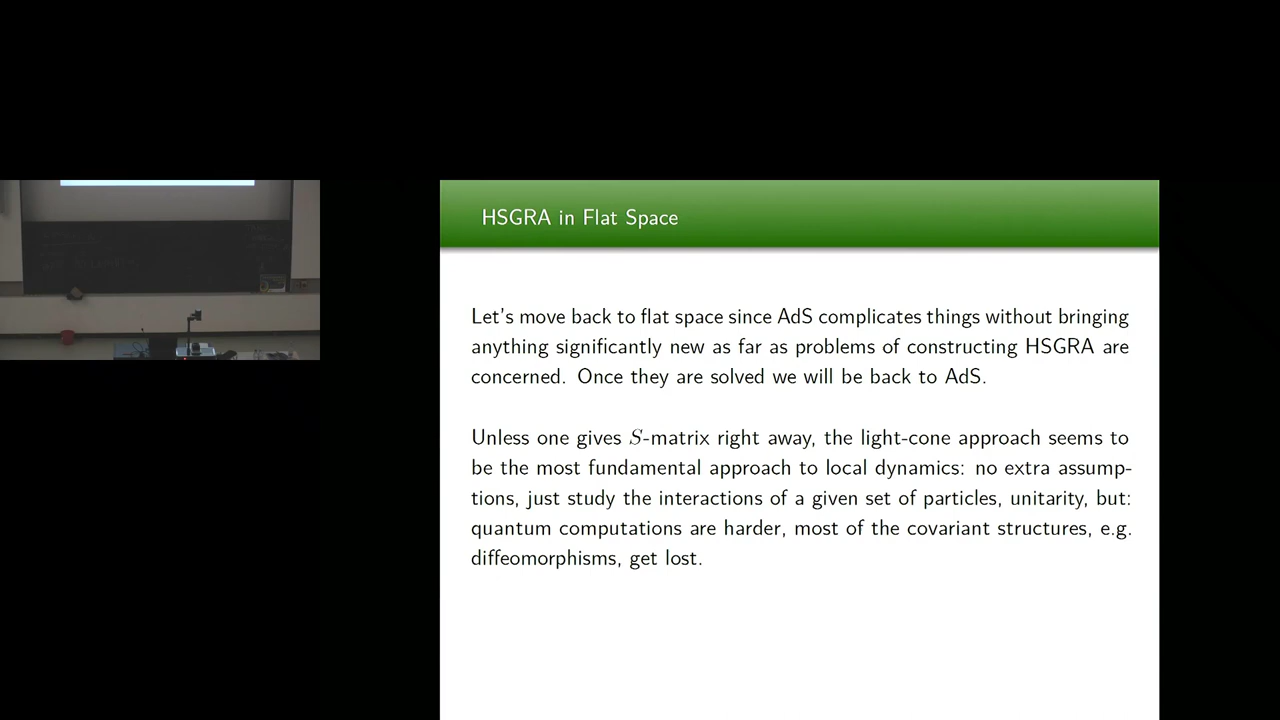 HSGRA in Flat Space
Let's move back to flat space since AdS complicates things without bringing
anything significantly new as far as problems of constructing HSGRA are
concerned. Once they are solved we will be back to AdS.
Unless one gives S-matrix right away, the light-cone approach seems to
be the most fundamental approach to local dynamics: no extra assump-
tions, just study the interactions of a given set of particles, unitarity, but:
quantum computations are harder, most of the covariant structures, e.g.
diffeomorphisms, get lost.